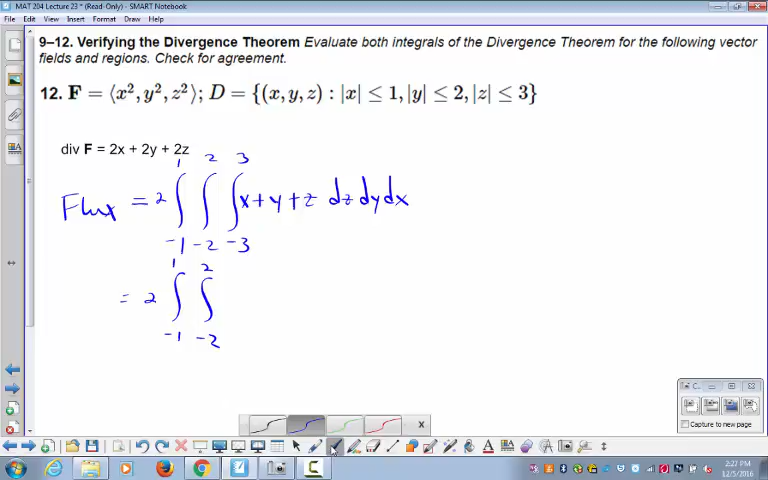 MAT 204 Lecture 23 * (Read-Only) - SMART Notebook
File Edit View Insert Format Draw Help
9–12. Verifying the Divergence Theorem Evaluate both integrals of the Divergence Theorem for the following vector
fields and regions. Check for agreement.
12. F = ⟨x², y², z²⟩; D = {(x, y, z) : |x| ≤ 1, |y| ≤ 2, |z| ≤ 3}
div F = 2x + 2y + 2z
Flux = 2 ∫_{-1}^{1} ∫_{-2}^{2} ∫_{-3}^{3} x + y + z dz dy dx
= 2 ∫_{-1}^{1} ∫_{-2}^{2}
Capture to new page
2:27 PM
12/5/2016